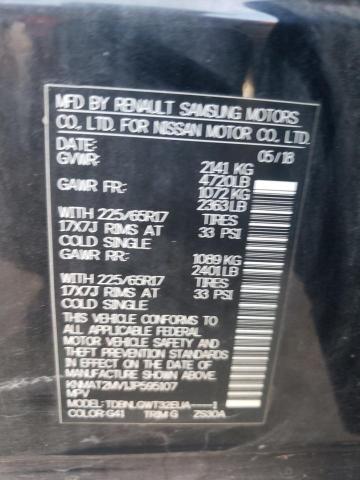 MFD BY RENAULT SAMSUNG MOTORS
CO., LTD. FOR NISSAN MOTOR CO., LTD.
DATE: 05/18
GVWR: 2141 KG
4720LB
GAWR FR: 1072 KG
2363LB
WITH 225/65R17 TIRES
17X7J RIMS AT 33 PSI
COLD SINGLE
GAWR RR: 1089 KG
2401LB
WITH 225/65R17 TIRES
17X7J RIMS AT 33 PSI
COLD SINGLE
THIS VEHICLE CONFORMS TO
ALL APPLICABLE FEDERAL
MOTOR VEHICLE SAFETY AND
THEFT PREVENTION STANDARDS
IN EFFECT ON THE DATE OF
MANUFACTURE SHOWN ABOVE.
KNMAT2MV1JP595107
MPV
MODEL: TDBNLGWT32EUA-----1
COLOR: G41 TRIM: G ZS30A